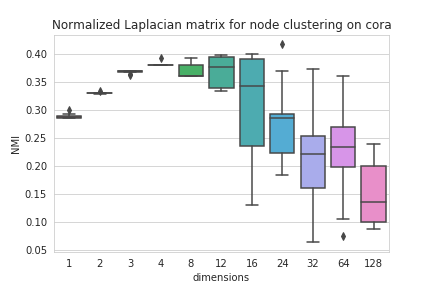 Normalized Laplacian matrix for node clustering on cora
NMI
0.40
0.35
0.30
0.25
0.20
0.15
0.10
0.05
1 2 3 4 8 12 16 24 32 64 128
dimensions